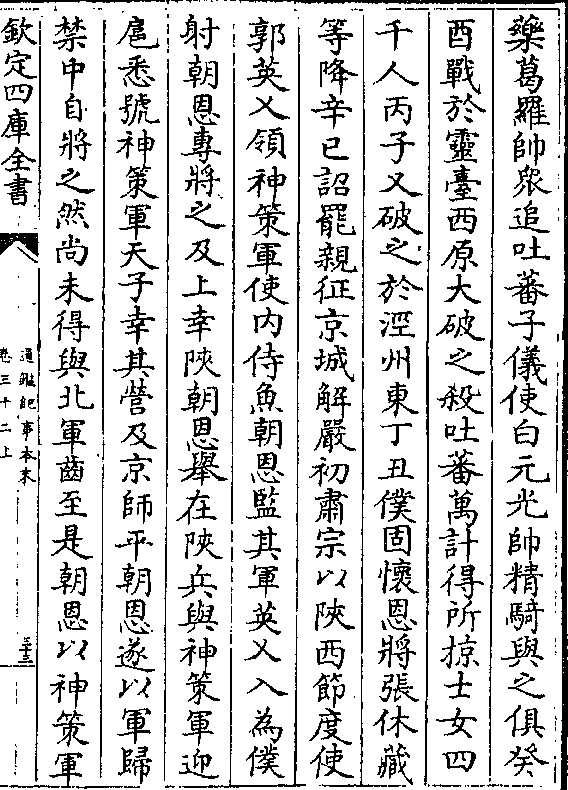 藥葛羅帥衆追吐蕃子儀使白元光帥精騎與之俱癸
酉戰於靈臺西原大破之殺吐蕃萬計得所掠士女四
千人丙子又破之於涇州東丁丑僕固懷恩將張休藏
等降辛巳詔罷親征京城解嚴初肅宗以陜西節度使
郭英乂領神策軍使内侍魚朝恩監其軍英乂入為僕
射朝恩專將之及上幸陜朝恩舉在陜兵與神策軍迎
扈悉號神策軍天子幸其營及京師平朝恩遂以軍歸
禁中自將之然尚未得與北軍齒至是朝恩以神策軍
欽定四庫全書
通鑑紀事本末
卷三十二上
三十三